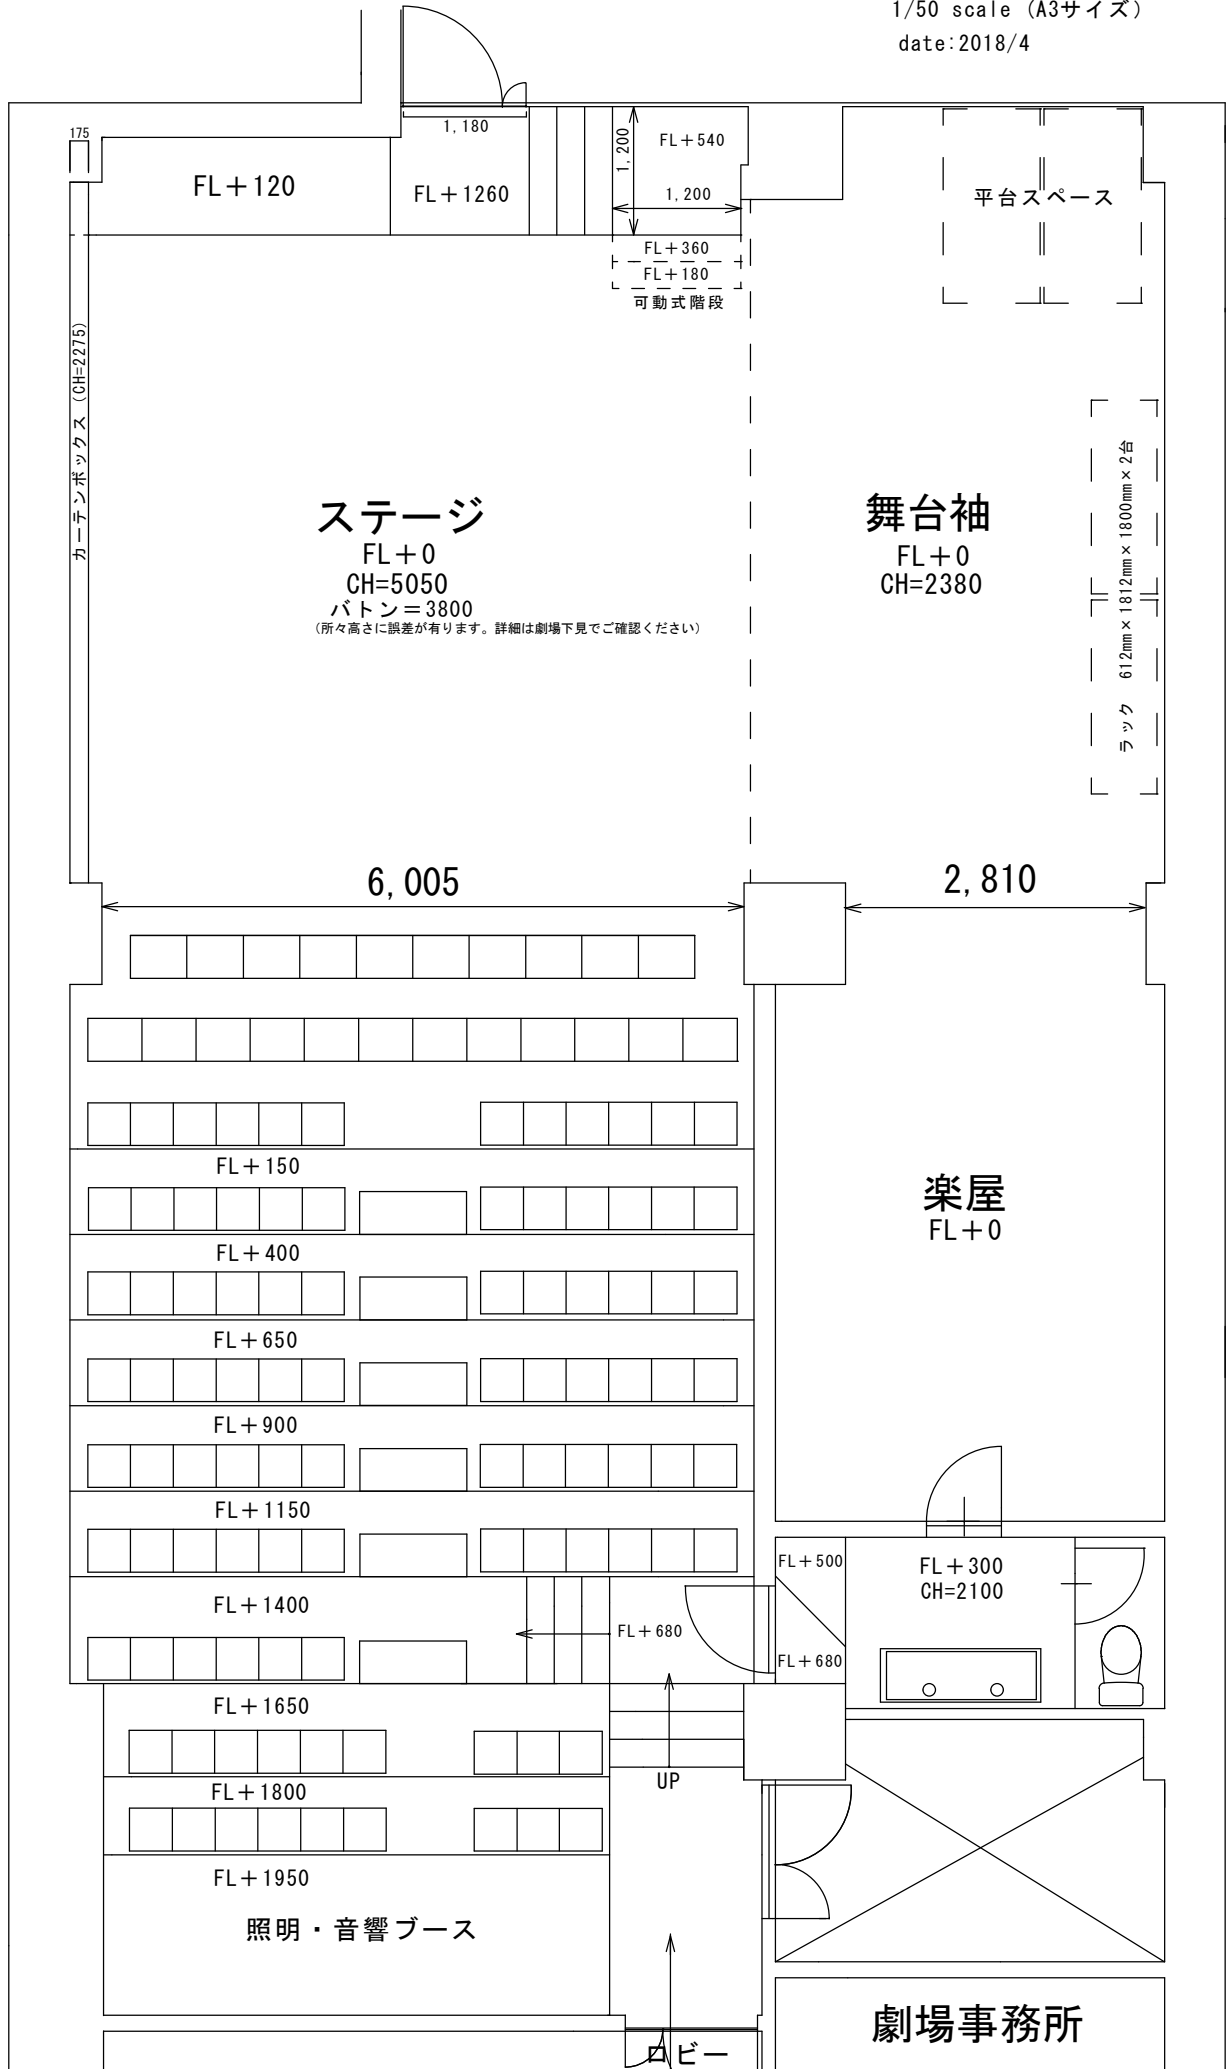 1/50 scale (A3サイズ)
date:2018/4
175
1,180
1,200
FL+540
FL+120
FL+1260
1,200
平台スペース
FL+360
FL+180
可動式階段
カーテンボックス (CH=2275)
ステージ
FL+0
CH=5050
バトン=3800
(所々高さに誤差が有ります。詳細は劇場下見でご確認ください)
舞台袖
FL+0
CH=2380
ラック 612mm×1812mm×1800mm×2台
6,005
2,810
FL+150
FL+400
FL+650
FL+900
FL+1150
FL+1400
楽屋
FL+0
FL+500
FL+300
CH=2100
FL+680
FL+680
FL+1650
UP
FL+1800
FL+1950
照明・音響ブース
劇場事務所
ロビー